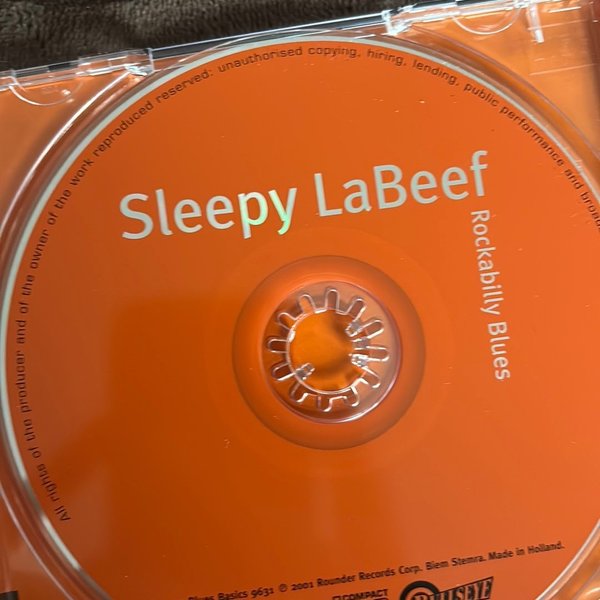 All rights of the producer and of the owner of the work reproduced reserved: unauthorised copying, hiring, lending, public performance and
Sleepy LaBeef
Rockabilly Blues
Blues Basics 9631 ℗ 2001 Rounder Records Corp. Biem Stemra. Made in Holland.
COMPACT
BULLSEYE